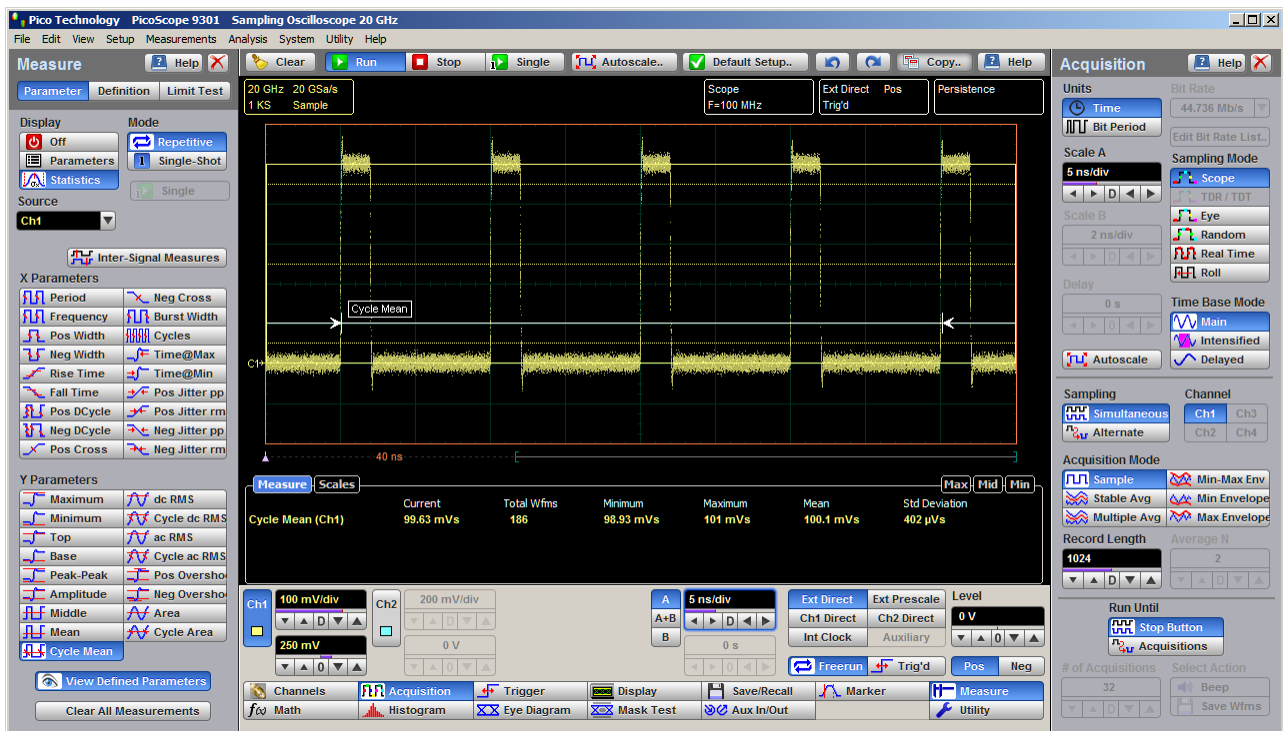 Pico Technology PicoScope 9301 Sampling Oscilloscope 20 GHz
File Edit View Setup Measurements Analysis System Utility Help
Measure ? Help
Parameter Definition Limit Test
Display Mode
Off Repetitive
Parameters 1 Single-Shot
Statistics
Single
Source
Ch1
Inter-Signal Measures
X Parameters
Period Neg Cross
Frequency Burst Width
Pos Width Cycles
Neg Width Time@Max
Rise Time Time@Min
Fall Time Pos Jitter pp
Pos DCycle Pos Jitter rm
Neg DCycle Neg Jitter pp
Pos Cross Neg Jitter rm
Y Parameters
Maximum dc RMS
Minimum Cycle dc RMS
Top ac RMS
Base Cycle ac RMS
Peak-Peak Pos Oversho
Amplitude Neg Oversho
Middle Area
Mean Cycle Area
Cycle Mean
View Defined Parameters
Clear All Measurements
Clear Run Stop Single Autoscale.. Default Setup.. Copy.. ? Help
20 GHz 20 GSa/s
1 KS Sample
Scope
F=100 MHz
Ext Direct Pos
Trig'd
Persistence
Cycle Mean
C1
40 ns
Measure Scales Max Mid Min
Current Total Wfms Minimum Maximum Mean Std Deviation
Cycle Mean (Ch1) 99.63 mVs 186 98.93 mVs 101 mVs 100.1 mVs 402 µVs
Ch1 100 mV/div
D
250 mV
0
Ch2 200 mV/div
D
0 V
0
A 5 ns/div
A+B D
B 0 s
0
Ext Direct Ext Prescale
Ch1 Direct Ch2 Direct
Int Clock Auxiliary
Freerun Trig'd
Level
0 V
0
Pos Neg
Channels Acquisition Trigger Display Save/Recall Marker Measure
f(x) Math Histogram Eye Diagram Mask Test Aux In/Out Utility
Acquisition ? Help
Units Bit Rate
Time 44.736 Mb/s
Bit Period Edit Bit Rate List..
Scale A Sampling Mode
5 ns/div Scope
D TDR / TDT
Scale B Eye
2 ns/div Random
D Real Time
Roll
Delay
0 s Time Base Mode
0 Main
Intensified
Autoscale Delayed
Sampling Channel
Simultaneous Ch1 Ch3
Alternate Ch2 Ch4
Acquisition Mode
Sample Min-Max Env
Stable Avg Min Envelope
Multiple Avg Max Envelope
Record Length Average N
1024 2
D D
Run Until
Stop Button
Acquisitions
# of Acquisitions Select Action
32 Beep
D Save Wfms